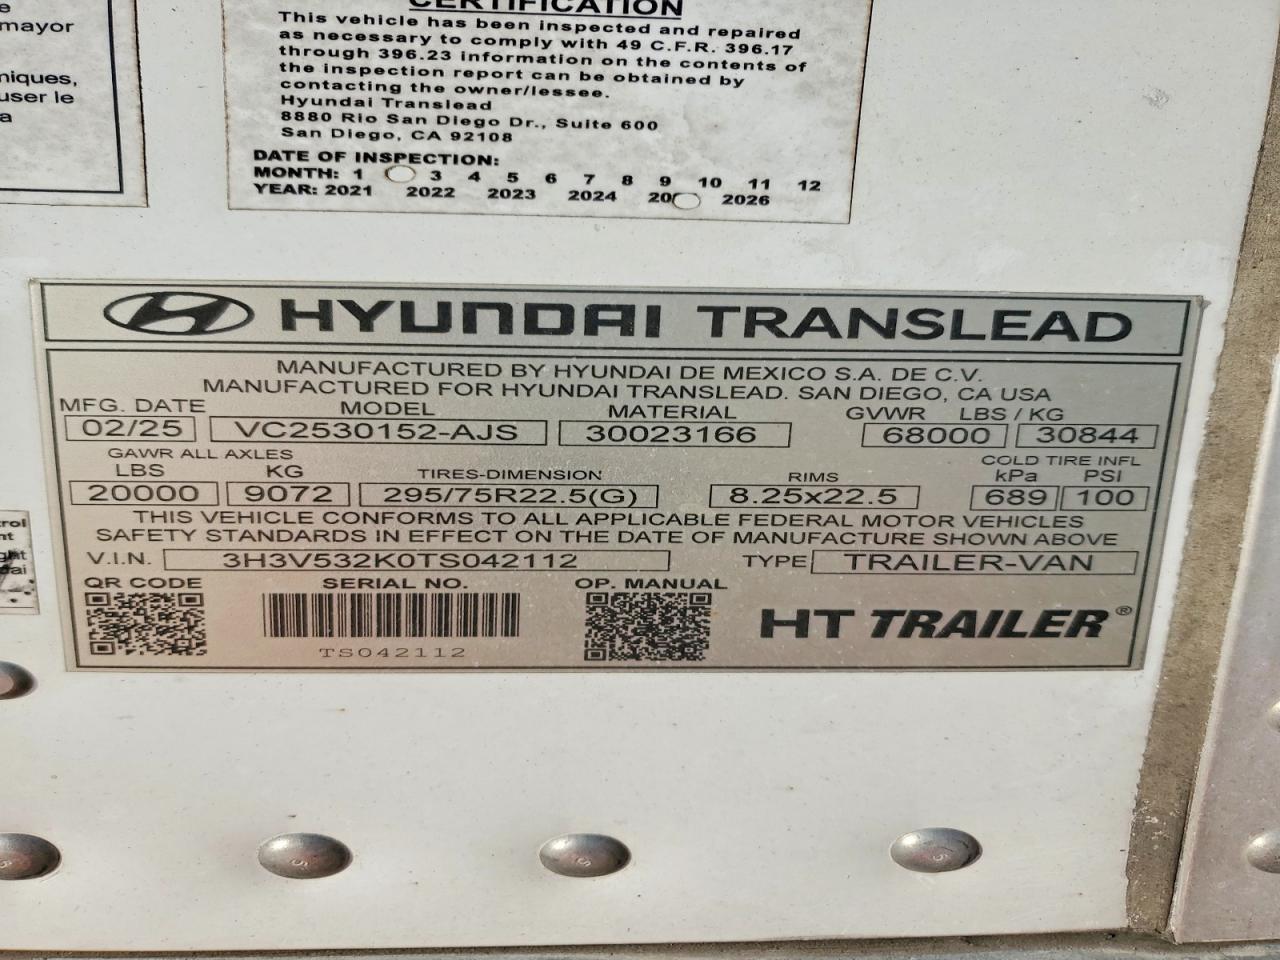 e
mayor
niques,
user le
a
CERTIFICATION
This vehicle has been inspected and repaired
as necessary to comply with 49 C.F.R. 396.17
through 396.23 information on the contents of
the inspection report can be obtained by
contacting the owner/lessee.
Hyundai Translead
8880 Rio San Diego Dr., Suite 600
San Diego, CA 92108
DATE OF INSPECTION:
MONTH: 1 3 4 5 6 7 8 9 10 11 12
YEAR: 2021 2022 2023 2024 20 2026
HYUNDAI TRANSLEAD
MANUFACTURED BY HYUNDAI DE MEXICO S.A. DE C.V.
MANUFACTURED FOR HYUNDAI TRANSLEAD. SAN DIEGO, CA USA
MFG. DATE MODEL MATERIAL GVWR LBS / KG
02/25 VC2530152-AJS 30023166 68000 30844
GAWR ALL AXLES COLD TIRE INFL
LBS KG TIRES-DIMENSION RIMS kPa PSI
20000 9072 295/75R22.5(G) 8.25x22.5 689 100
THIS VEHICLE CONFORMS TO ALL APPLICABLE FEDERAL MOTOR VEHICLES
SAFETY STANDARDS IN EFFECT ON THE DATE OF MANUFACTURE SHOWN ABOVE
V.I.N. 3H3V532K0TS042112 TYPE TRAILER-VAN
QR CODE SERIAL NO. OP. MANUAL
HT TRAILER®
TS042112
trol
nt
ght
dai